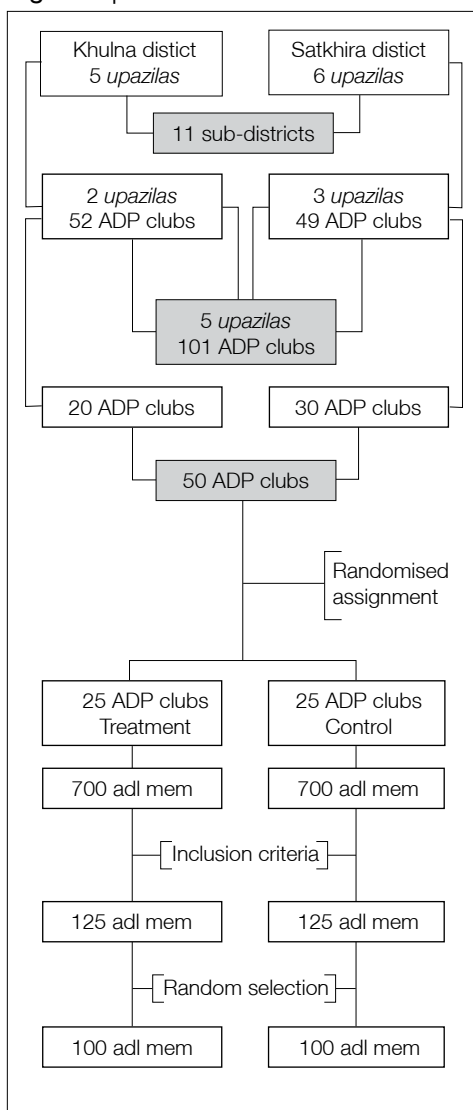 Khulna distict
5 upazilas
Satkhira distict
6 upazilas
11 sub-districts
2 upazilas
52 ADP clubs
3 upazilas
49 ADP clubs
5 upazilas
101 ADP clubs
20 ADP clubs
30 ADP clubs
50 ADP clubs
Randomised
assignment
25 ADP clubs
Treatment
25 ADP clubs
Control
700 adl mem
700 adl mem
Inclusion criteria
125 adl mem
125 adl mem
Random selection
100 adl mem
100 adl mem